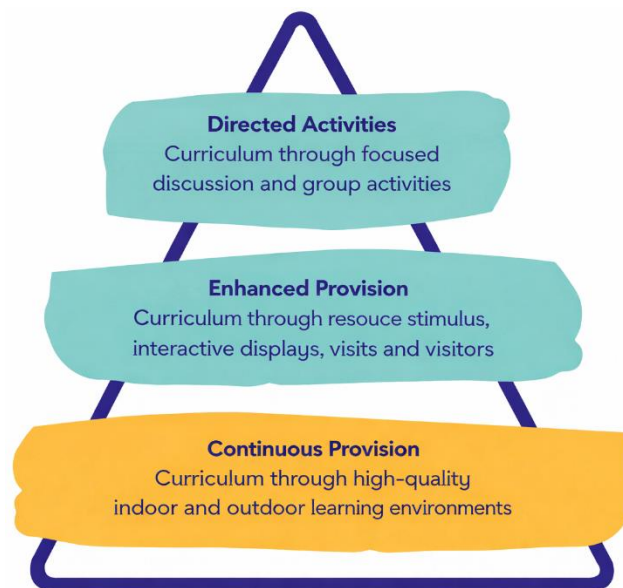 Directed Activities
Curriculum through focused
discussion and group activities
Enhanced Provision
Curriculum through resouce stimulus,
interactive displays, visits and visitors
Continuous Provision
Curriculum through high-quality
indoor and outdoor learning environments